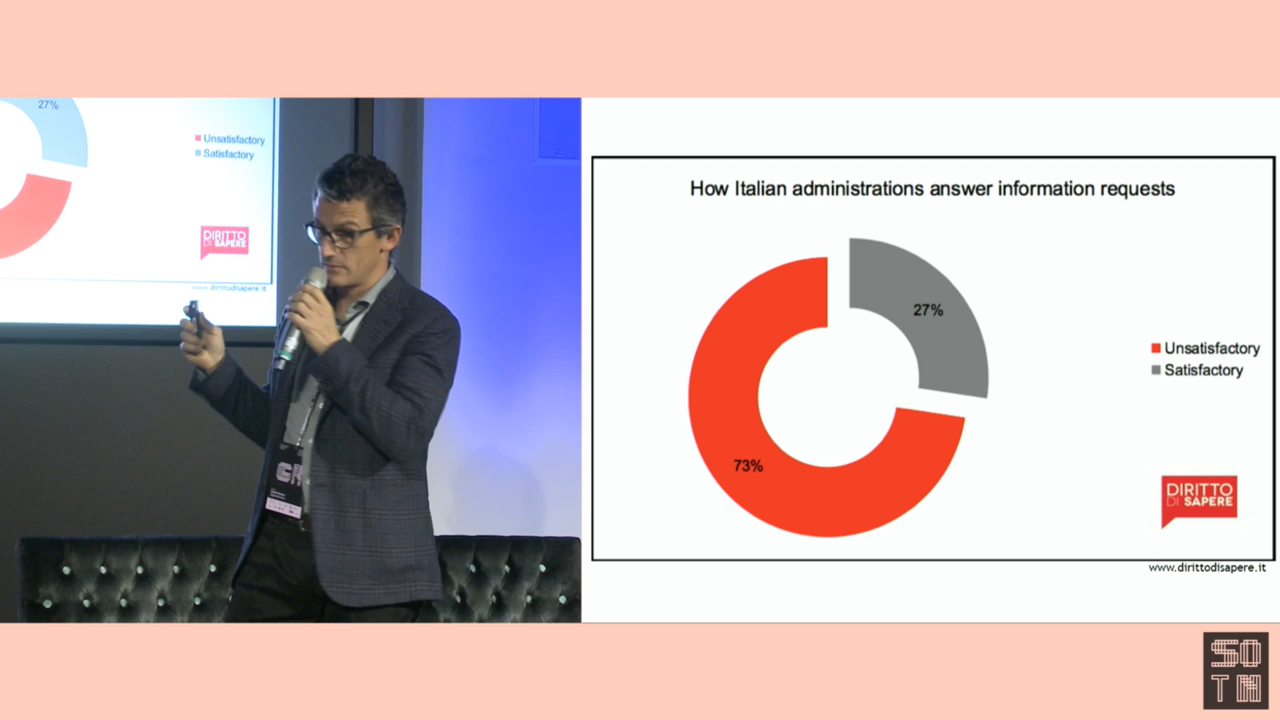 27%
Unsatisfactory
Satisfactory
DIRITTO
DI SAPERE
www.dirittodisapere.it
How Italian administrations answer information requests
27%
73%
Unsatisfactory
Satisfactory
DIRITTO
DI SAPERE
www.dirittodisapere.it
SO
TN